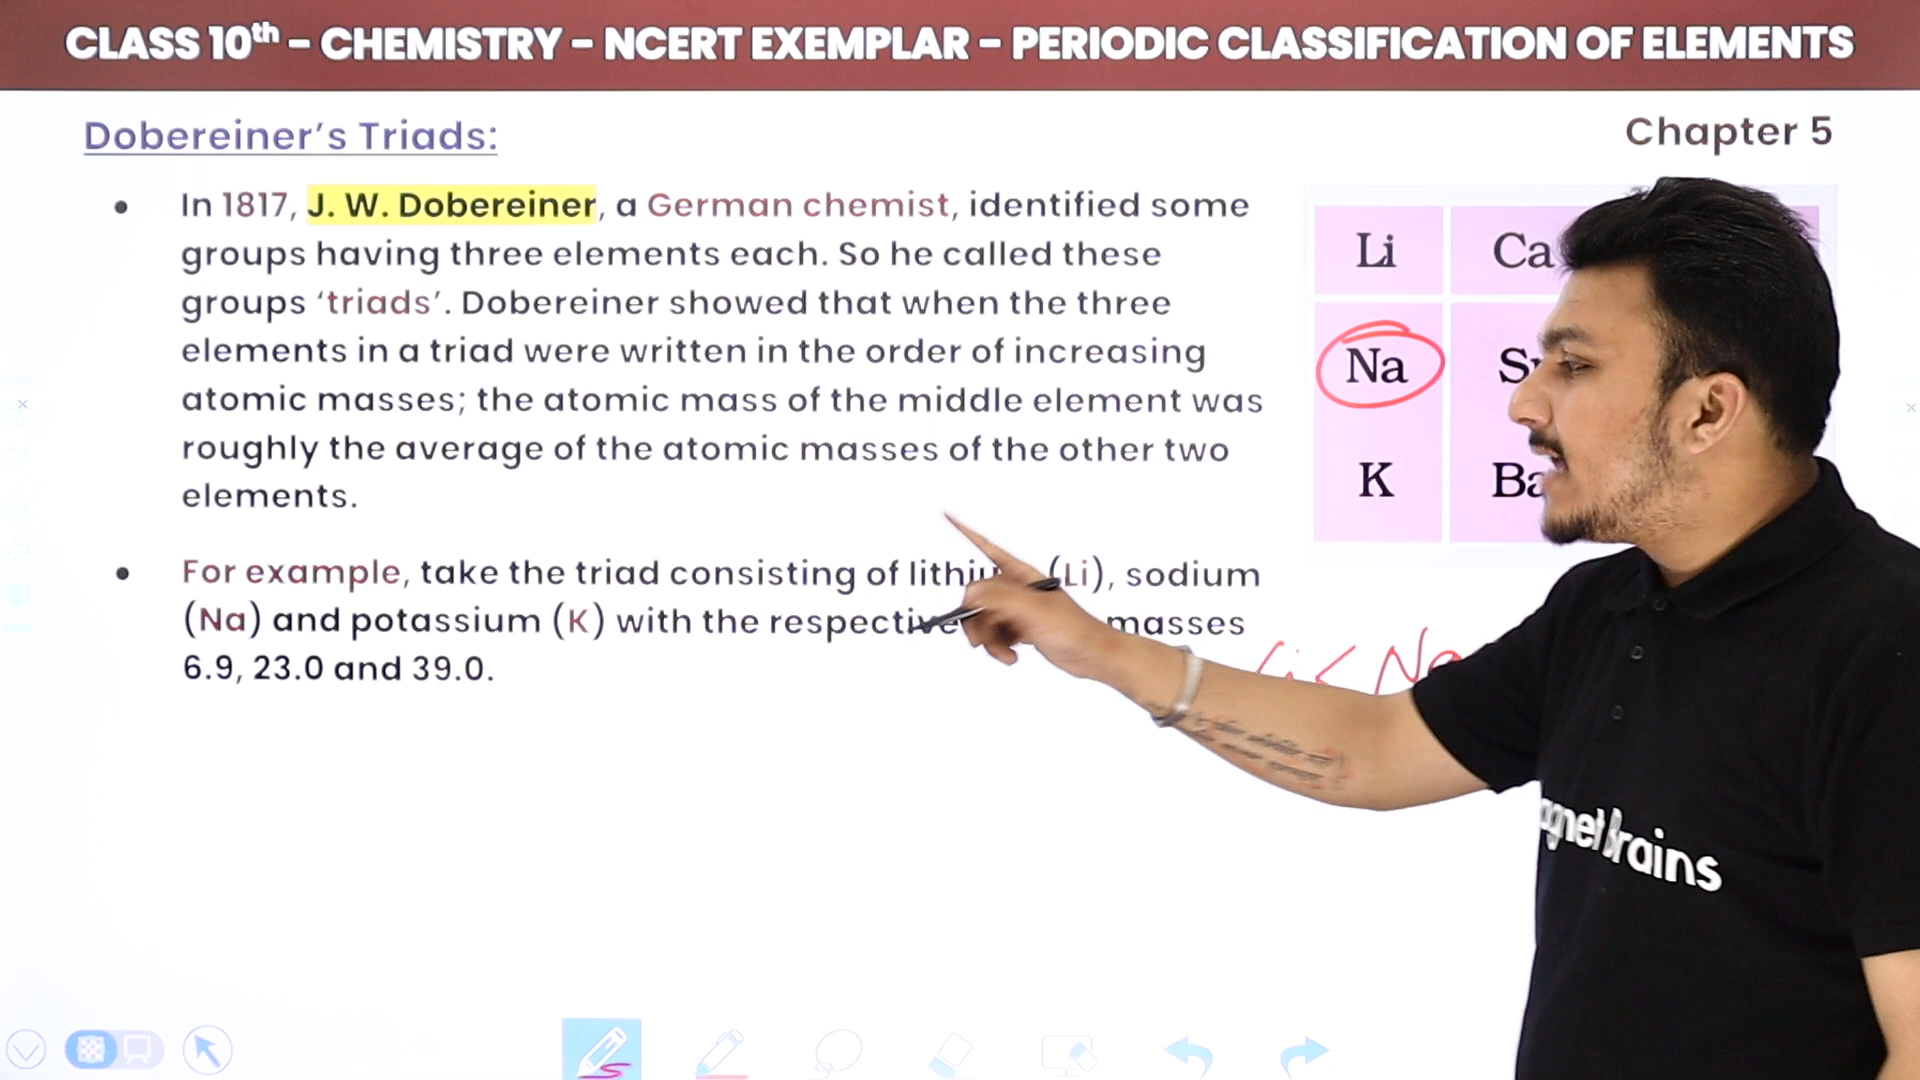 CLASS 10th – CHEMISTRY – NCERT EXEMPLAR – PERIODIC CLASSIFICATION OF ELEMENTS
Dobereiner's Triads:
Chapter 5
• In 1817, J. W. Dobereiner, a German chemist, identified some
groups having three elements each. So he called these
groups 'triads'. Dobereiner showed that when the three
elements in a triad were written in the order of increasing
atomic masses; the atomic mass of the middle element was
roughly the average of the atomic masses of the other two
elements.
• For example, take the triad consisting of (Li), sodium
(Na) and potassium (K) with the respective masses
6.9, 23.0 and 39.0.
Li Ca
Na
K Ba
Li < Na
Brains